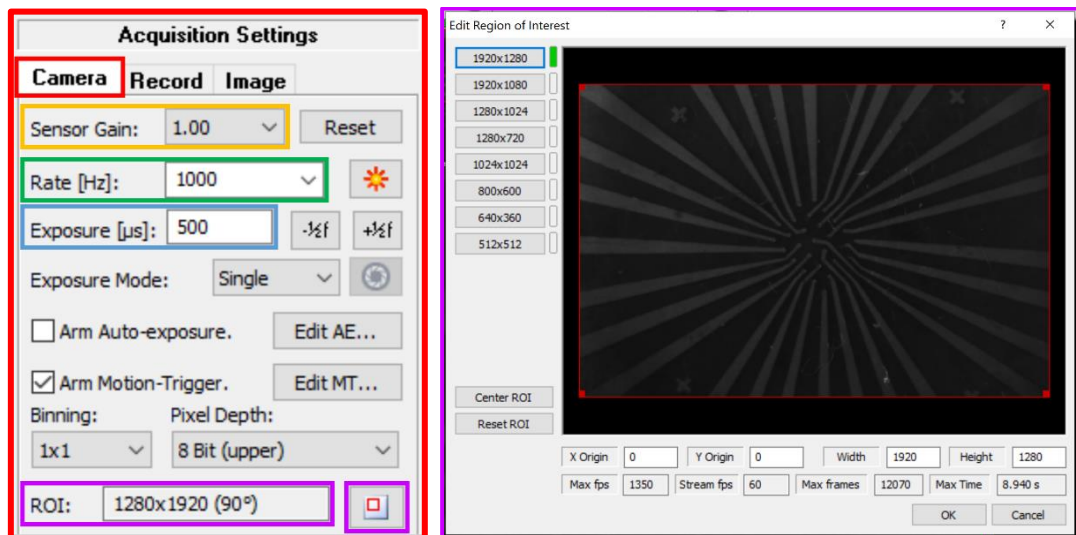 Acquisition Settings
Camera Record Image
Sensor Gain: 1.00 Reset
Rate [Hz]: 1000
Exposure [µs]: 500 -½f +½f
Exposure Mode: Single
Arm Auto-exposure. Edit AE...
Arm Motion-Trigger. Edit MT...
Binning: Pixel Depth:
1x1 8 Bit (upper)
ROI: 1280x1920 (90°)
Edit Region of Interest ? ×
1920x1280
1920x1080
1280x1024
1280x720
1024x1024
800x600
640x360
512x512
Center ROI
Reset ROI
X Origin 0 Y Origin 0 Width 1920 Height 1280
Max fps 1350 Stream fps 60 Max frames 12070 Max Time 8.940 s
OK Cancel